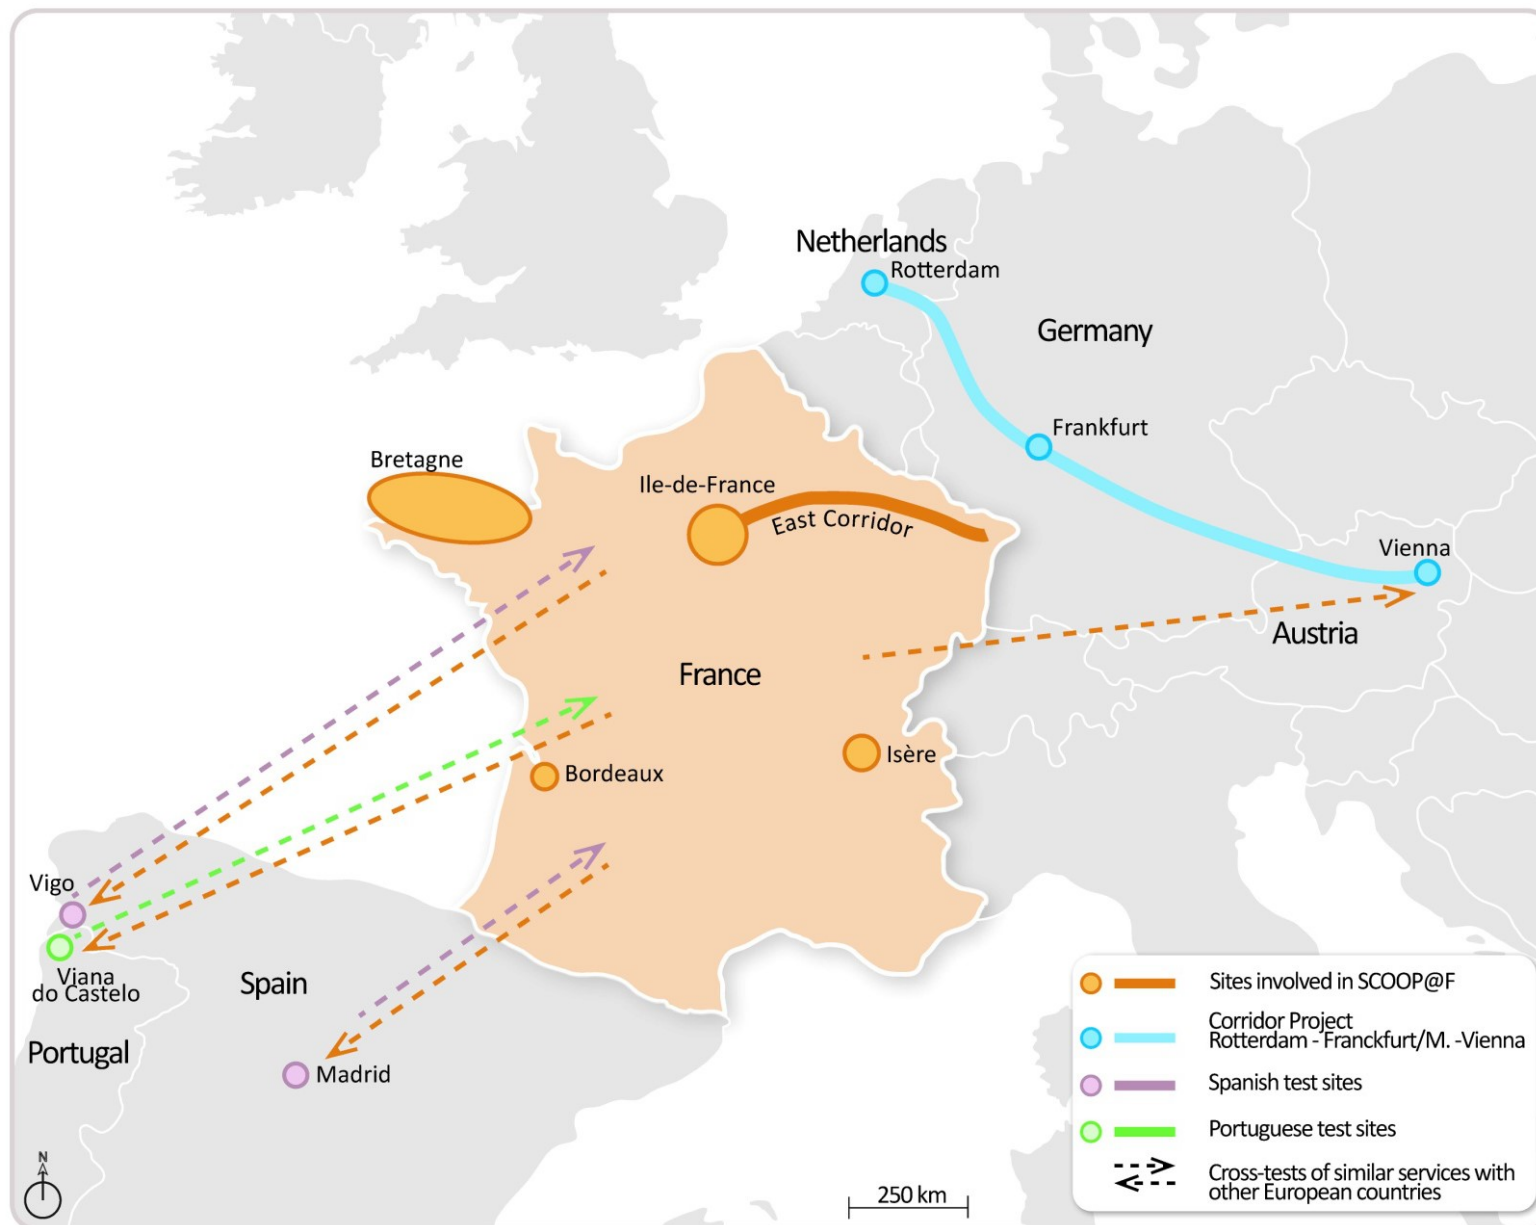 Netherlands
Rotterdam
Germany
Frankfurt
Bretagne
Ile-de-France
East Corridor
Vienna
Austria
France
Isère
Bordeaux
Vigo
Viana
do Castelo
Spain
Portugal
Madrid
N
250 km
Sites involved in SCOOP@F
Corridor Project
Rotterdam - Franckfurt/M. -Vienna
Spanish test sites
Portuguese test sites
Cross-tests of similar services with
other European countries